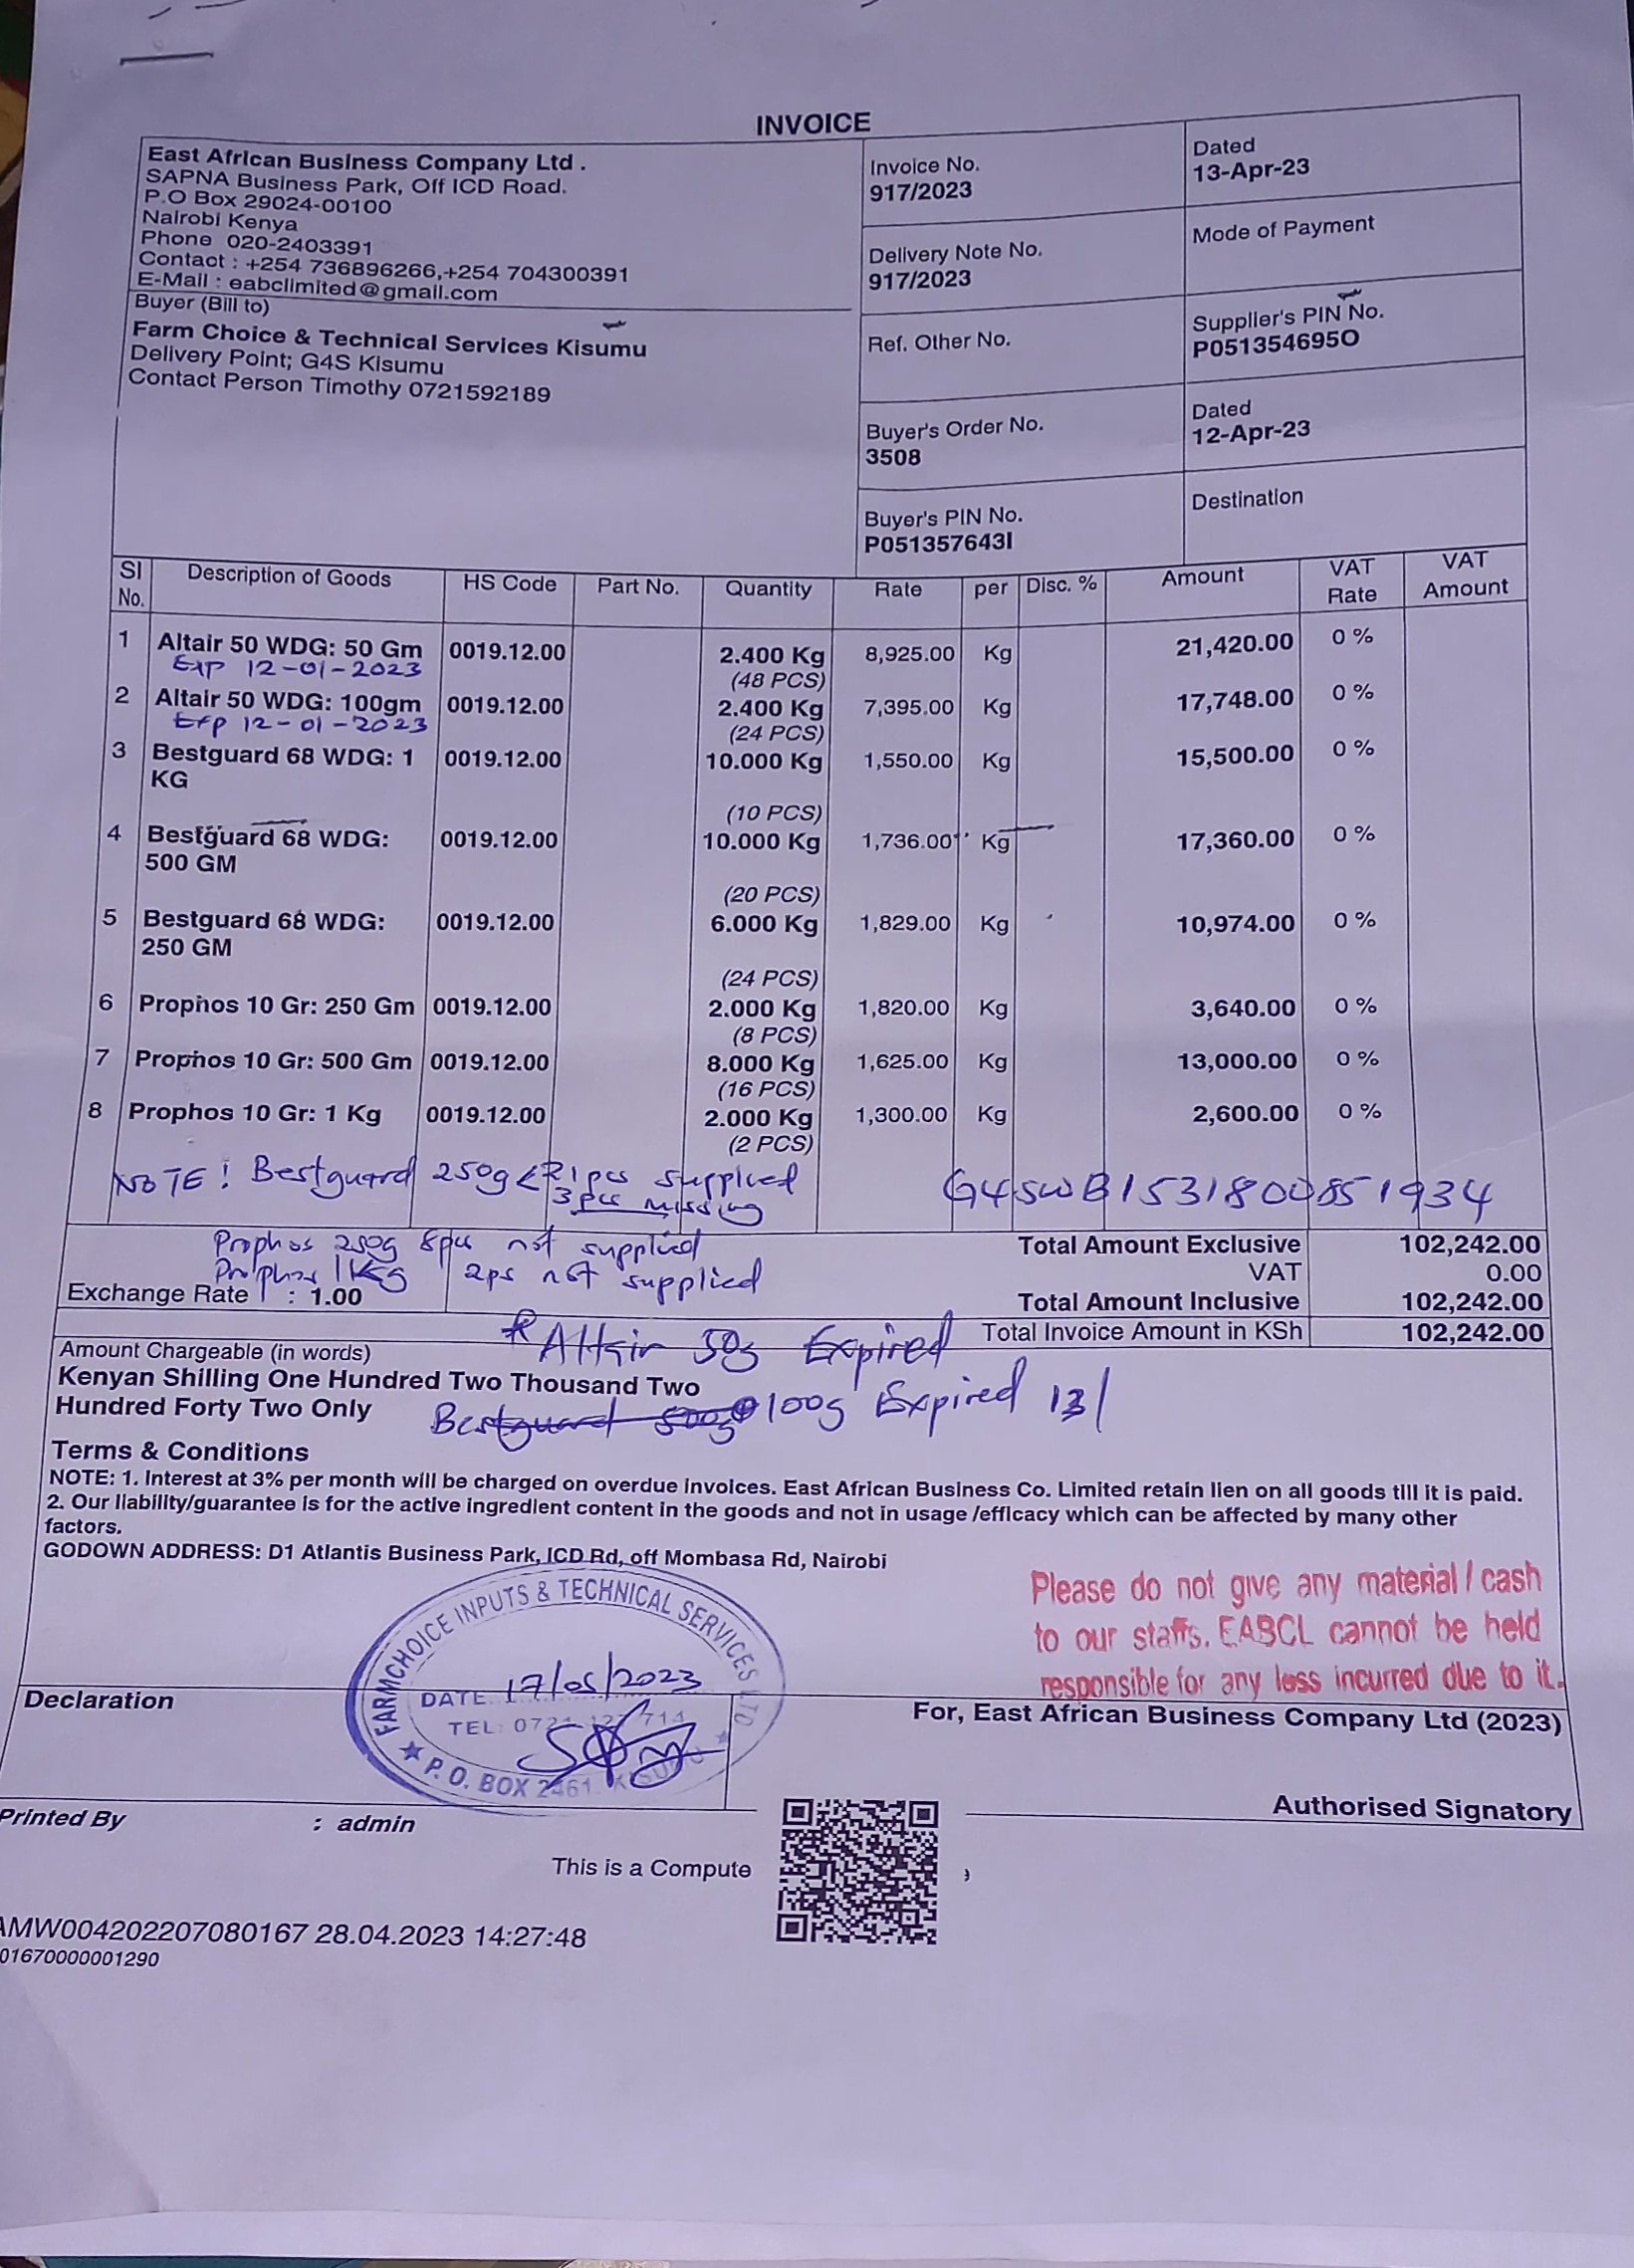 INVOICE
East African Business Company Ltd .
SAPNA Business Park, Off ICD Road.
P.O Box 29024-00100
Nairobi Kenya
Phone 020-2403391
Contact : +254 736896266,+254 704300391
E-Mail : eabclimited@gmail.com
Buyer (Bill to)
Farm Choice & Technical Services Kisumu
Delivery Point; G4S Kisumu
Contact Person Timothy 0721592189
Invoice No.
917/2023
Dated
13-Apr-23
Delivery Note No.
917/2023
Mode of Payment
Ref. Other No.
Supplier's PIN No.
P051354695O
Buyer's Order No.
3508
Dated
12-Apr-23
Buyer's PIN No.
P051357643I
Destination
SI No. Description of Goods HS Code Part No. Quantity Rate per Disc. % Amount VAT Rate VAT Amount
1 Altair 50 WDG: 50 Gm 0019.12.00 2.400 Kg 8,925.00 Kg 21,420.00 0 %
Exp 12-01-2023 (48 PCS)
2 Altair 50 WDG: 100gm 0019.12.00 2.400 Kg 7,395.00 Kg 17,748.00 0 %
Exp 12-01-2023 (24 PCS)
3 Bestguard 68 WDG: 1 0019.12.00 10.000 Kg 1,550.00 Kg 15,500.00 0 %
KG
(10 PCS)
4 Bestguard 68 WDG: 0019.12.00 10.000 Kg 1,736.00 Kg 17,360.00 0 %
500 GM
(20 PCS)
5 Bestguard 68 WDG: 0019.12.00 6.000 Kg 1,829.00 Kg 10,974.00 0 %
250 GM
(24 PCS)
6 Prophos 10 Gr: 250 Gm 0019.12.00 2.000 Kg 1,820.00 Kg 3,640.00 0 %
(8 PCS)
7 Prophos 10 Gr: 500 Gm 0019.12.00 8.000 Kg 1,625.00 Kg 13,000.00 0 %
(16 PCS)
8 Prophos 10 Gr: 1 Kg 0019.12.00 2.000 Kg 1,300.00 Kg 2,600.00 0 %
(2 PCS)
NOTE! Bestguard 250g < 21pcs supplied
3pcs missing
G4SWB1531800851934
Prophos 250g 8pcs not supplied
Prophos 1Kg 2ps not supplied
Total Amount Exclusive 102,242.00
VAT 0.00
Exchange Rate : 1.00
Total Amount Inclusive 102,242.00
Total Invoice Amount in KSh 102,242.00
* Altair 50g Expired
Amount Chargeable (in words)
Kenyan Shilling One Hundred Two Thousand Two
Hundred Forty Two Only
Bestguard 100g Expired 13/
Terms & Conditions
NOTE: 1. Interest at 3% per month will be charged on overdue invoices. East African Business Co. Limited retain lien on all goods till it is paid.
2. Our liability/guarantee is for the active ingredient content in the goods and not in usage /efficacy which can be affected by many other
factors.
GODOWN ADDRESS: D1 Atlantis Business Park, ICD Rd, off Mombasa Rd, Nairobi
Please do not give any material / cash
to our staffs. EABCL cannot be held
responsible for any loss incurred due to it.
FARMCHOICE INPUTS & TECHNICAL SERVICES LTD
DATE 17/05/2023
TEL: 714
P. O. BOX 2461 KISUMU
Declaration
For, East African Business Company Ltd (2023)
Authorised Signatory
Printed By : admin
This is a Compute
AMW004202207080167 28.04.2023 14:27:48
01670000001290